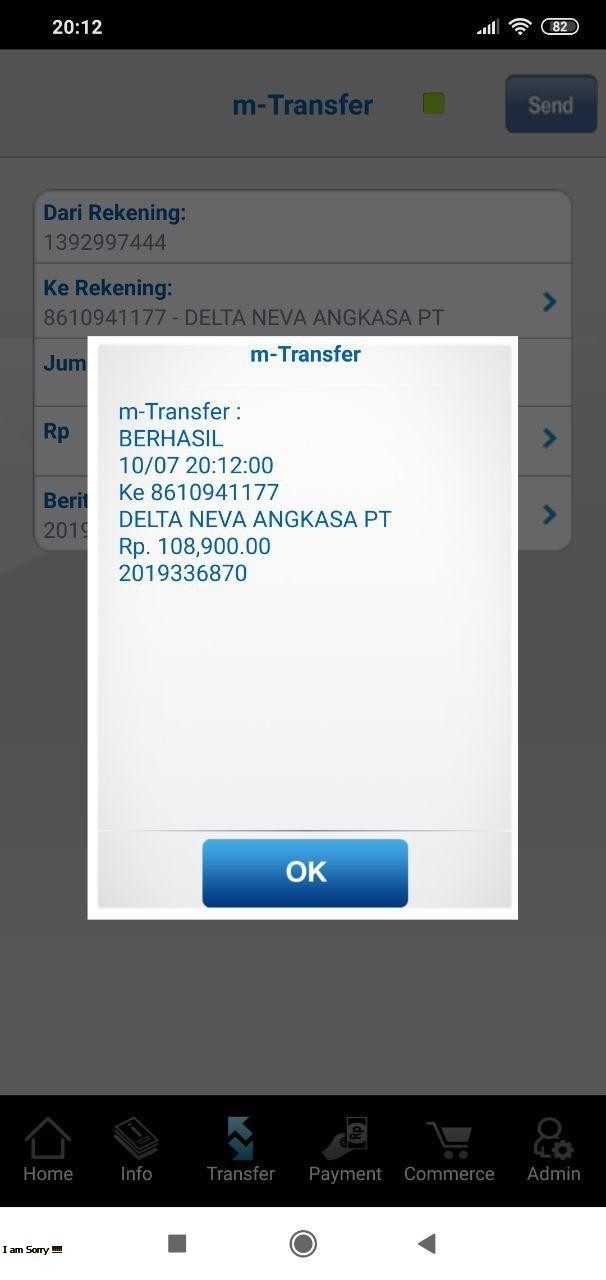 20:12
82
m-Transfer
Send
Dari Rekening:
1392997444
Ke Rekening:
8610941177 - DELTA NEVA ANGKASA PT
Jum
Rp
Berit
2019
m-Transfer
m-Transfer :
BERHASIL
10/07 20:12:00
Ke 8610941177
DELTA NEVA ANGKASA PT
Rp. 108,900.00
2019336870
OK
Rp
Home Info Transfer Payment Commerce Admin
I am Sorry !!!!!